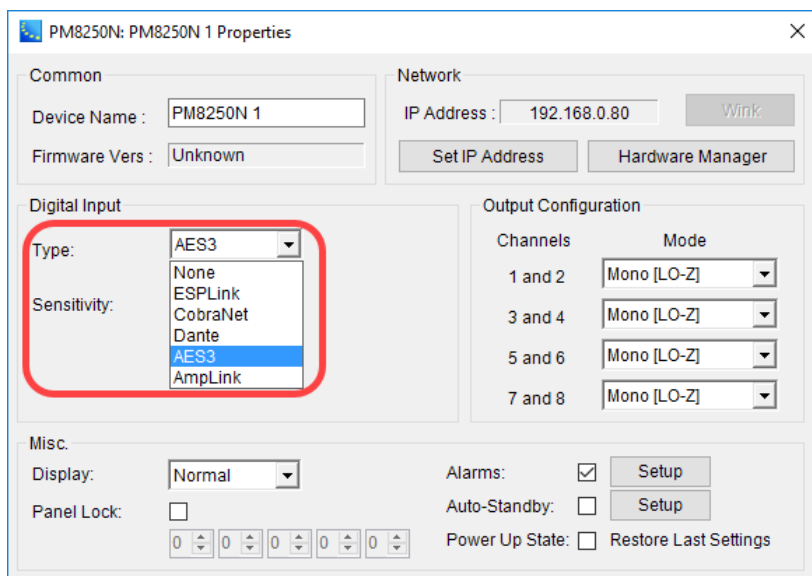 PM8250N: PM8250N 1 Properties
Common
Device Name :
PM8250N 1
Firmware Vers :
Unknown
Network
IP Address :
192.168.0.80
Wink
Set IP Address
Hardware Manager
Digital Input
Type:
AES3
None
ESPLink
CobraNet
Dante
AES3
AmpLink
Sensitivity:
Output Configuration
Channels
Mode
1 and 2
Mono [LO-Z]
3 and 4
Mono [LO-Z]
5 and 6
Mono [LO-Z]
7 and 8
Mono [LO-Z]
Misc.
Display:
Normal
Panel Lock:
0 0 0 0 0
Alarms:
Setup
Auto-Standby:
Setup
Power Up State:
Restore Last Settings